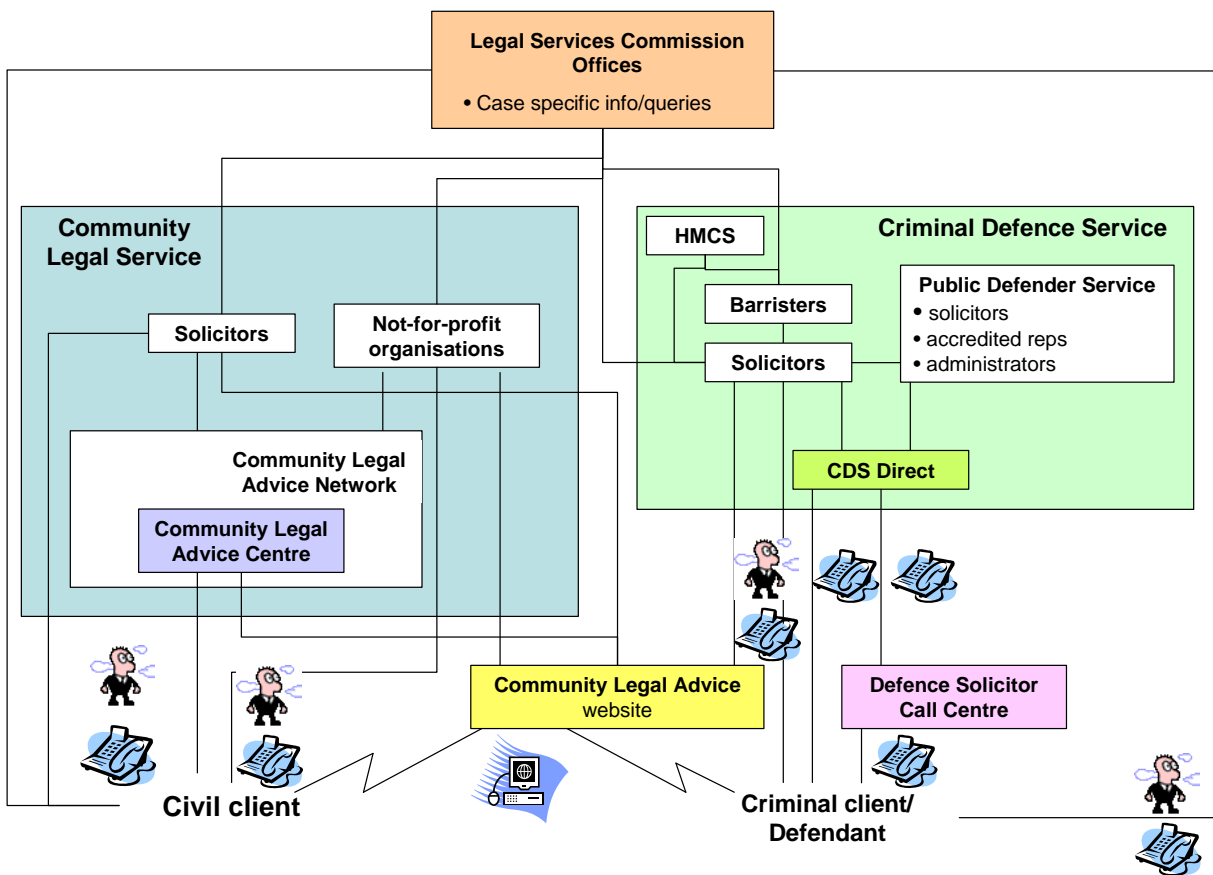 Legal Services Commission
Offices
• Case specific info/queries
Community
Legal Service
Solicitors
Not-for-profit
organisations
Community Legal
Advice Network
Community Legal
Advice Centre
Criminal Defence Service
HMCS
Barristers
Solicitors
Public Defender Service
• solicitors
• accredited reps
• administrators
CDS Direct
Community Legal Advice
website
Defence Solicitor
Call Centre
Civil client
Criminal client/
Defendant